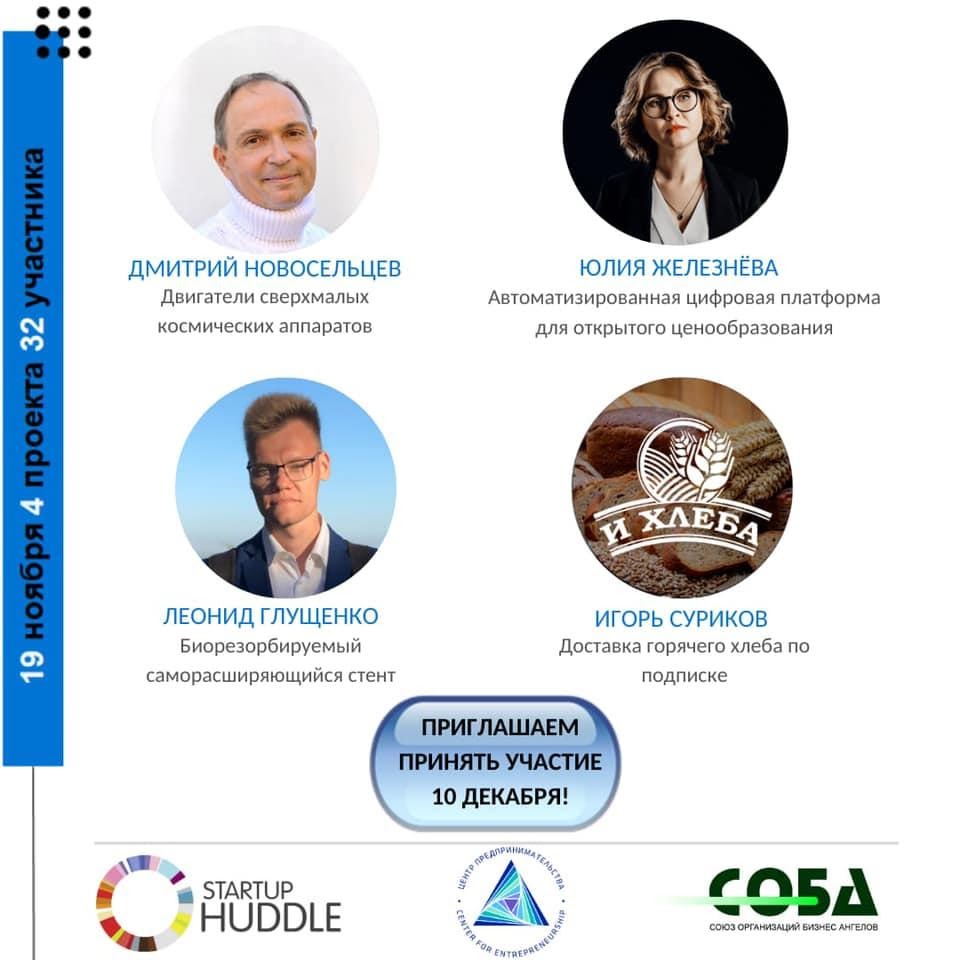 19 ноября 4 проекта 32 участника
ДМИТРИЙ НОВОСЕЛЬЦЕВ
Двигатели сверхмалых
космических аппаратов
ЮЛИЯ ЖЕЛЕЗНЁВА
Автоматизированная цифровая платформа
для открытого ценообразования
ЛЕОНИД ГЛУЩЕНКО
Биорезорбируемый
саморасширяющийся стент
И ХЛЕБА
ИГОРЬ СУРИКОВ
Доставка горячего хлеба по
подписке
ПРИГЛАШАЕМ
ПРИНЯТЬ УЧАСТИЕ
10 ДЕКАБРЯ!
STARTUP
HUDDLE
ЦЕНТР ПРЕДПРИНИМАТЕЛЬСТВА
CENTER FOR ENTREPRENEURSHIP
СОБА
СОЮЗ ОРГАНИЗАЦИЙ БИЗНЕС АНГЕЛОВ